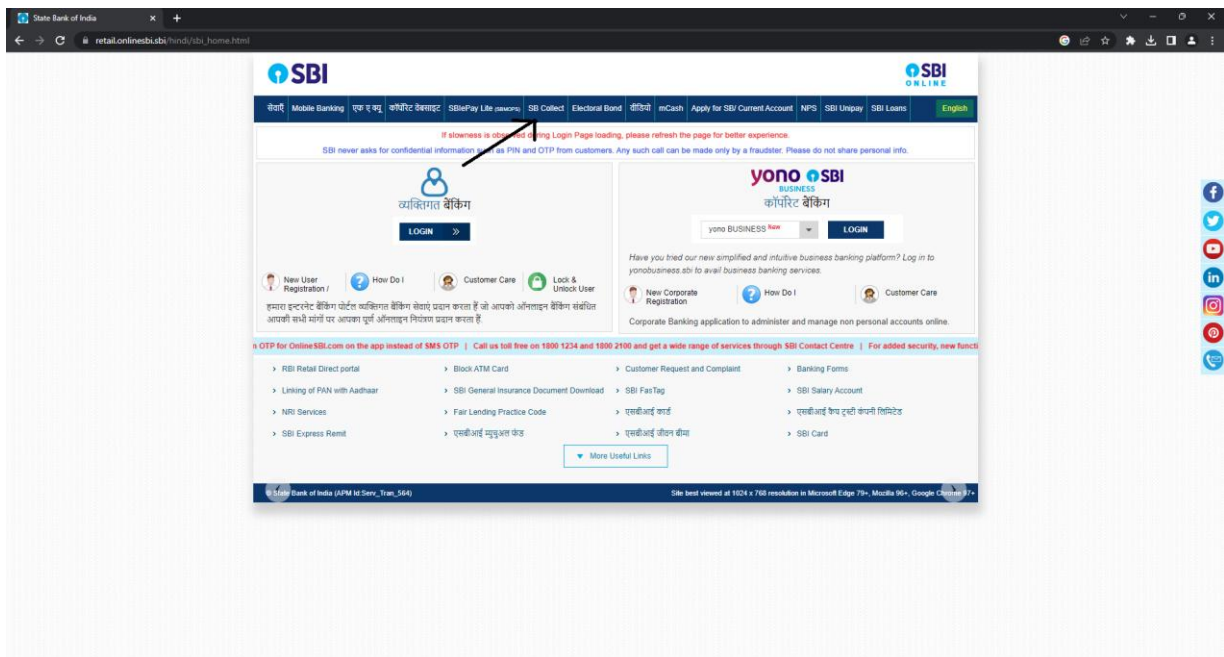 State Bank of India
retail.onlinesbi.sbi/hindi/sbi_home.html
SBI
SBI
ONLINE
सेवाएँ Mobile Banking एफ ए क्यू कॉर्पोरेट वेबसाइट SBIePay Lite (SBMOPS) SB Collect Electoral Bond वीडियो mCash Apply for SBI Current Account NPS SBI Unipay SBI Loans English
If slowness is observed during Login Page loading, please refresh the page for better experience.
SBI never asks for confidential information such as PIN and OTP from customers. Any such call can be made only by a fraudster. Please do not share personal info.
व्यक्तिगत बैंकिंग
LOGIN »
New User Registration /
How Do I
Customer Care
Lock & Unlock User
हमारा इन्टरनेट बैंकिंग पोर्टल व्यक्तिगत बैंकिंग सेवाएं प्रदान करता हैं जो आपको ऑनलाइन बैंकिंग संबंधित
आपकी सभी मांगों पर आपका पूर्ण ऑनलाइन नियंत्रण प्रदान करता हैं.
yono SBI
BUSINESS
कॉर्पोरेट बैंकिंग
yono BUSINESS New LOGIN
Have you tried our new simplified and intuitive business banking platform? Log in to
yonobusiness.sbi to avail business banking services.
New Corporate Registration
How Do I
Customer Care
Corporate Banking application to administer and manage non personal accounts online.
OTP for OnlineSBI.com on the app instead of SMS OTP | Call us toll free on 1800 1234 and 1800 2100 and get a wide range of services through SBI Contact Centre | For added security, new functi
RBI Retail Direct portal Block ATM Card Customer Request and Complaint Banking Forms
Linking of PAN with Aadhaar SBI General Insurance Document Download SBI FasTag SBI Salary Account
NRI Services Fair Lending Practice Code एसबीआई कार्ड एसबीआई कैप ट्रस्टी कंपनी लिमिटेड
SBI Express Remit एसबीआई म्युचुअल फंड एसबीआई जीवन बीमा SBI Card
More Useful Links
© State Bank of India (APM Id:Serv_Tran_564) Site best viewed at 1024 x 768 resolution in Microsoft Edge 79+, Mozilla 96+, Google Chrome 97+